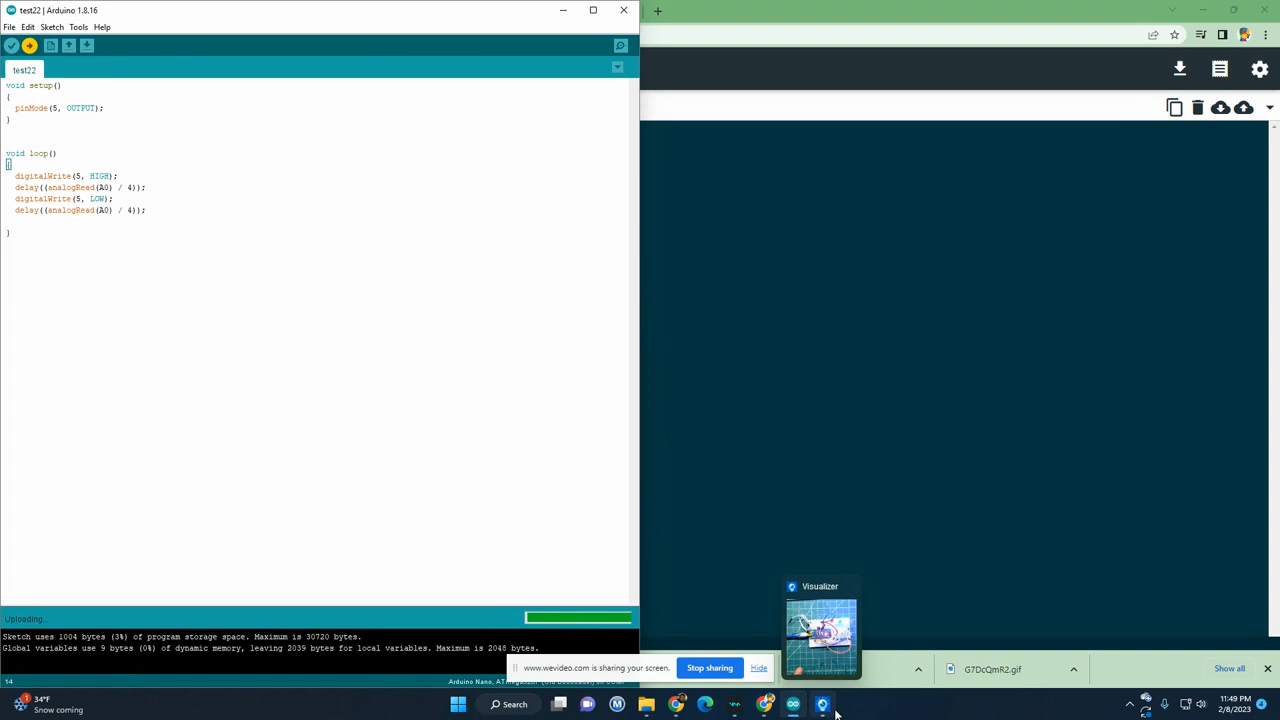 test22 | Arduino 1.8.16
File Edit Sketch Tools Help
test22
void setup()
{
pinMode(5, OUTPUT);
}
void loop()
{
digitalWrite(5, HIGH);
delay((analogRead(A0) / 4));
digitalWrite(5, LOW);
delay((analogRead(A0) / 4));
}
Uploading...
Sketch uses 1004 bytes (3%) of program storage space. Maximum is 30720 bytes.
Global variables use 9 bytes (0%) of dynamic memory, leaving 2039 bytes for local variables. Maximum is 2048 bytes.
14
Visualizer
www.wevideo.com is sharing your screen.
Stop sharing
Hide
G7DcQmR2.gif
Show all
1
34°F
Snow coming
Search
11:49 PM
2/8/2023